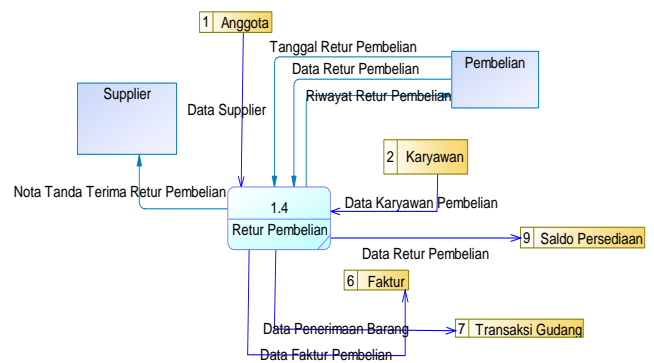 1 Anggota
Tanggal Retur Pembelian
Data Retur Pembelian
Pembelian
Riwayat Retur Pembelian
Supplier
Data Supplier
2 Karyawan
Nota Tanda Terima Retur Pembelian
1.4
Data Karyawan Pembelian
Retur Pembelian
9 Saldo Persediaan
Data Retur Pembelian
6 Faktur
Data Penerimaan Barang
7 Transaksi Gudang
Data Faktur Pembelian